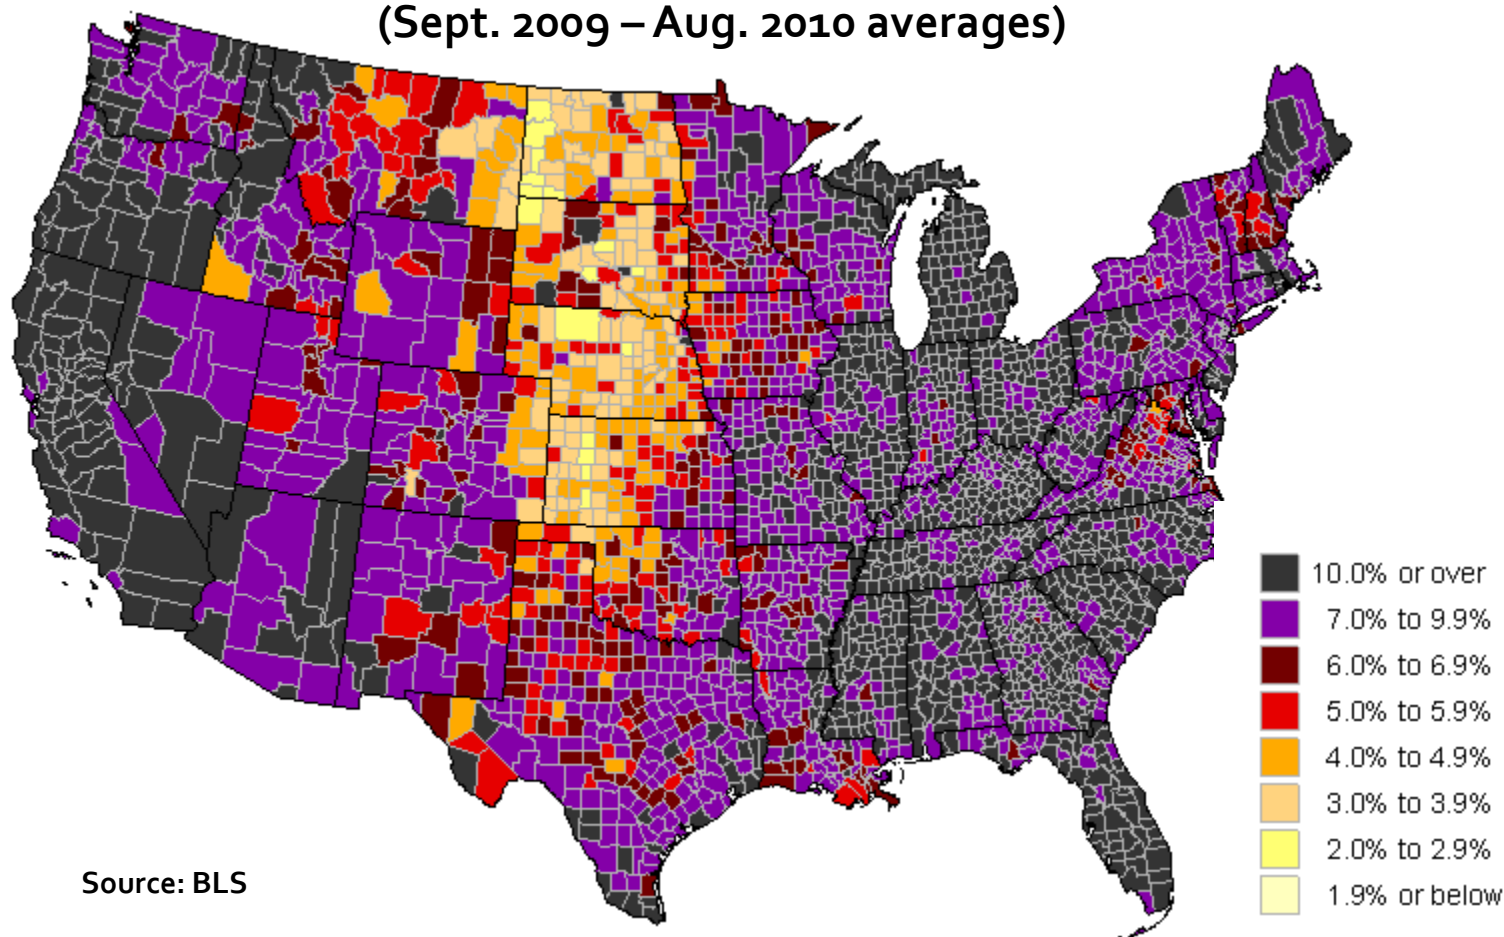 (Sept. 2009 – Aug. 2010 averages)
10.0% or over
7.0% to 9.9%
6.0% to 6.9%
5.0% to 5.9%
4.0% to 4.9%
3.0% to 3.9%
2.0% to 2.9%
1.9% or below
Source: BLS